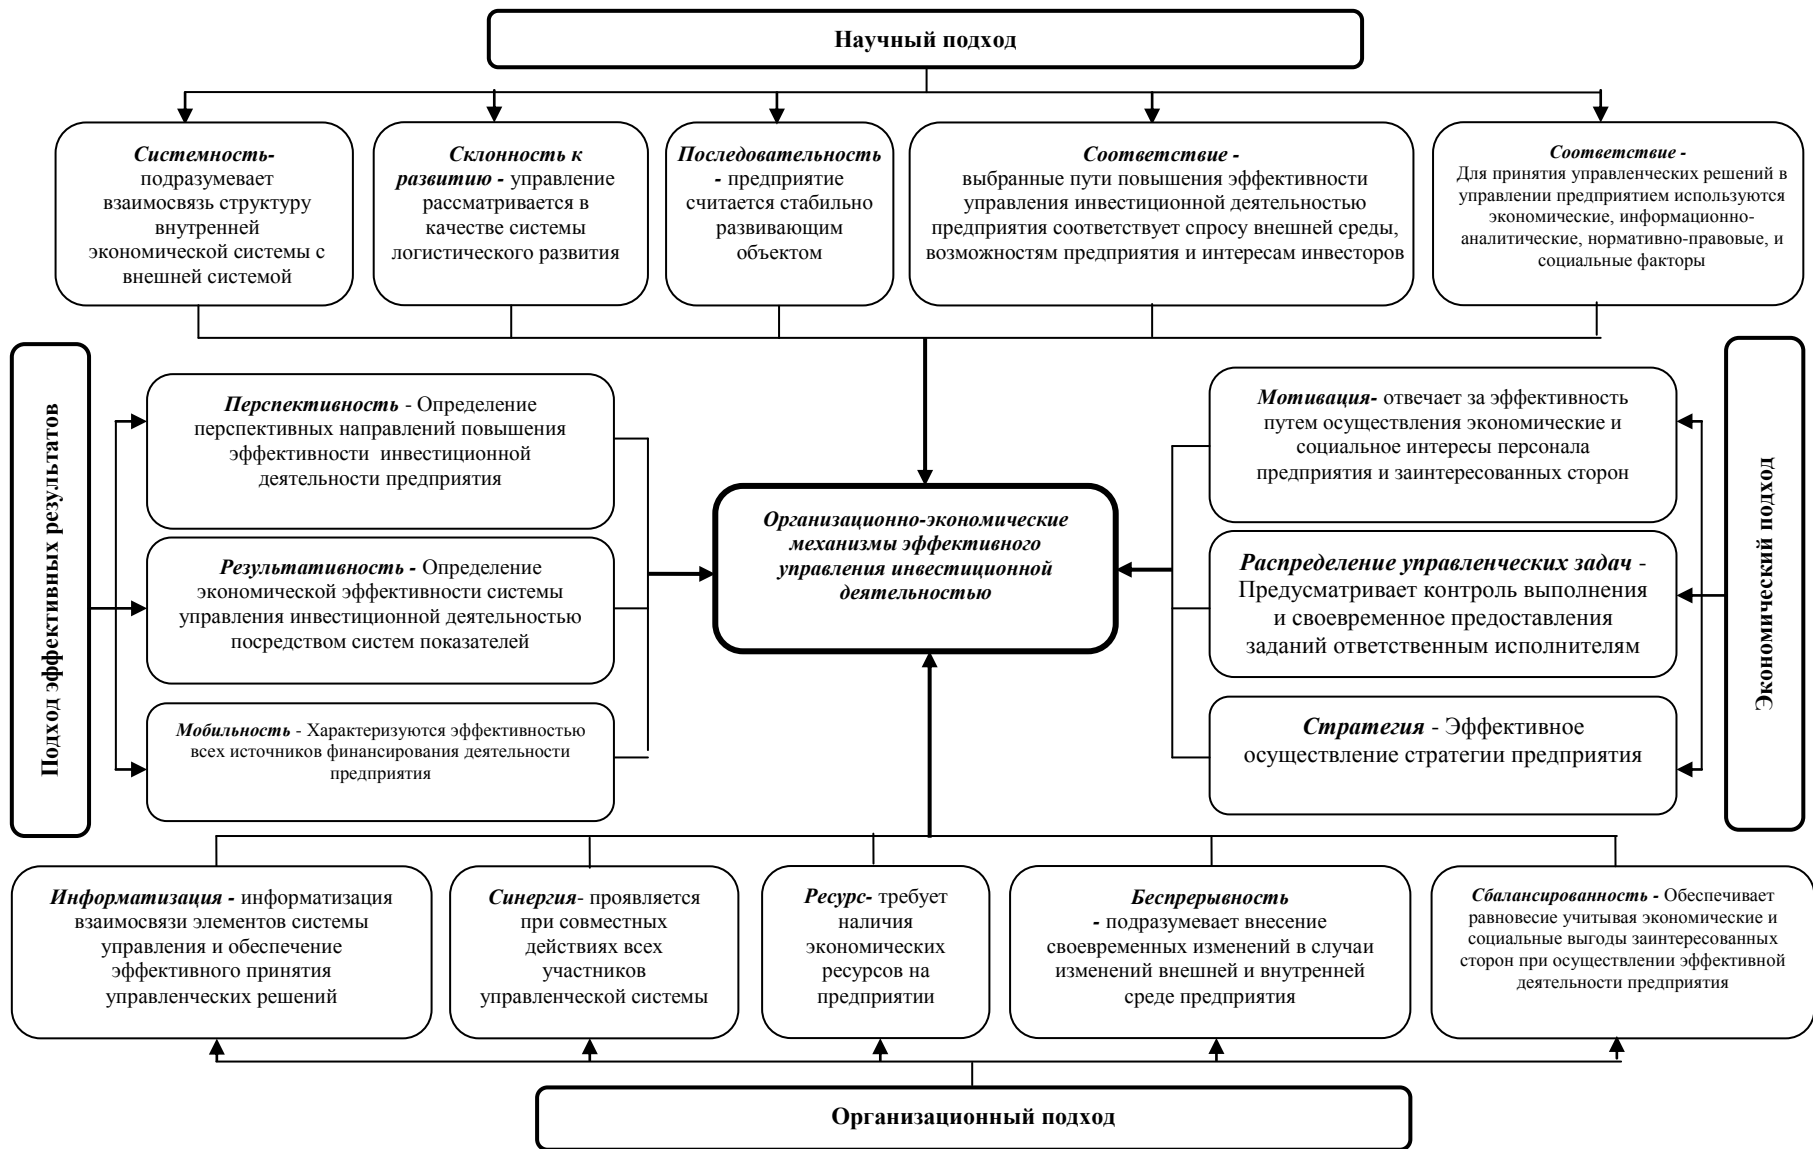 Научный подход
Системность-
подразумевает
взаимосвязь структуру
внутренней
экономической системы с
внешней системой
Склонность к
развитию - управление
рассматривается в
качестве системы
логистического развития
Последовательность
- предприятие
считается стабильно
развивающим
объектом
Соответствие -
выбранные пути повышения эффективности
управления инвестиционной деятельностью
предприятия соответствует спросу внешней среды,
возможностям предприятия и интересам инвесторов
Соответствие -
Для принятия управленческих решений в
управлении предприятием используются
экономические, информационно-
аналитические, нормативно-правовые, и
социальные факторы
Подход эффективных результатов
Перспективность - Определение
перспективных направлений повышения
эффективности инвестиционной
деятельности предприятия
Результативность - Определение
экономической эффективности системы
управления инвестиционной деятельностью
посредством систем показателей
Мобильность - Характеризуются эффективностью
всех источников финансирования деятельности
предприятия
Организационно-экономические
механизмы эффективного
управления инвестиционной
деятельностью
Мотивация- отвечает за эффективность
путем осуществления экономические и
социальное интересы персонала
предприятия и заинтересованных сторон
Распределение управленческих задач -
Предусматривает контроль выполнения
и своевременное предоставления
заданий ответственным исполнителям
Стратегия - Эффективное
осуществление стратегии предприятия
Экономический подход
Информатизация - информатизация
взаимосвязи элементов системы
управления и обеспечение
эффективного принятия
управленческих решений
Синергия- проявляется
при совместных
действиях всех
участников
управленческой системы
Ресурс- требует
наличия
экономических
ресурсов на
предприятии
Беспрерывность
- подразумевает внесение
своевременных изменений в случаи
изменений внешней и внутренней
среде предприятия
Сбалансированность - Обеспечивает
равновесие учитывая экономические и
социальные выгоды заинтересованных
сторон при осуществлении эффективной
деятельности предприятия
Организационный подход